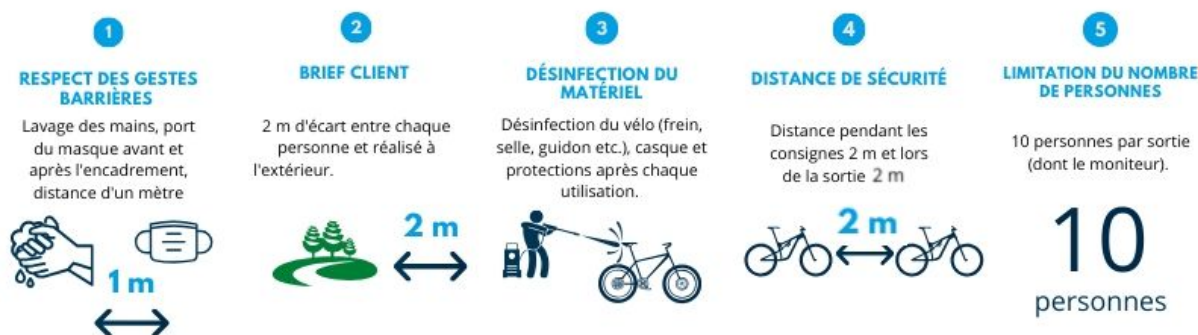 1
RESPECT DES GESTES
BARRIÈRES
Lavage des mains, port
du masque avant et
après l'encadrement,
distance d'un mètre
1 m
2
BRIEF CLIENT
2 m d'écart entre chaque
personne et réalisé à
l'extérieur.
2 m
3
DÉSINFECTION DU
MATÉRIEL
Désinfection du vélo (frein,
selle, guidon etc.), casque et
protections après chaque
utilisation.
4
DISTANCE DE SÉCURITÉ
Distance pendant les
consignes 2 m et lors
de la sortie 2 m
2 m
5
LIMITATION DU NOMBRE
DE PERSONNES
10 personnes par sortie
(dont le moniteur).
10
personnes